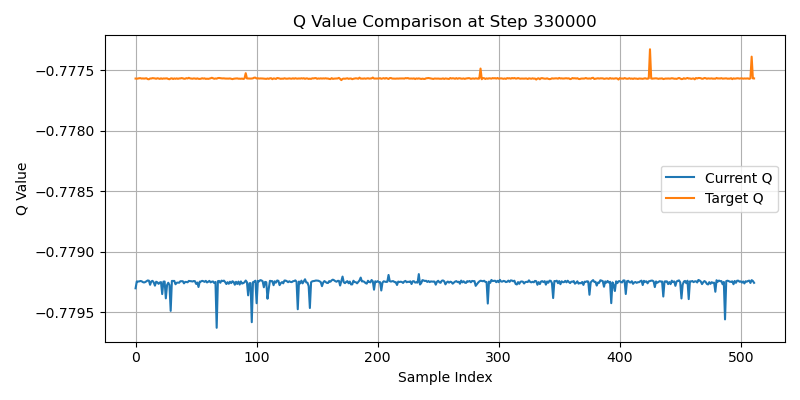 Q Value Comparison at Step 330000
−0.7775
−0.7780
−0.7785
−0.7790
−0.7795
Q Value
Current Q
Target Q
0 100 200 300 400 500
Sample Index